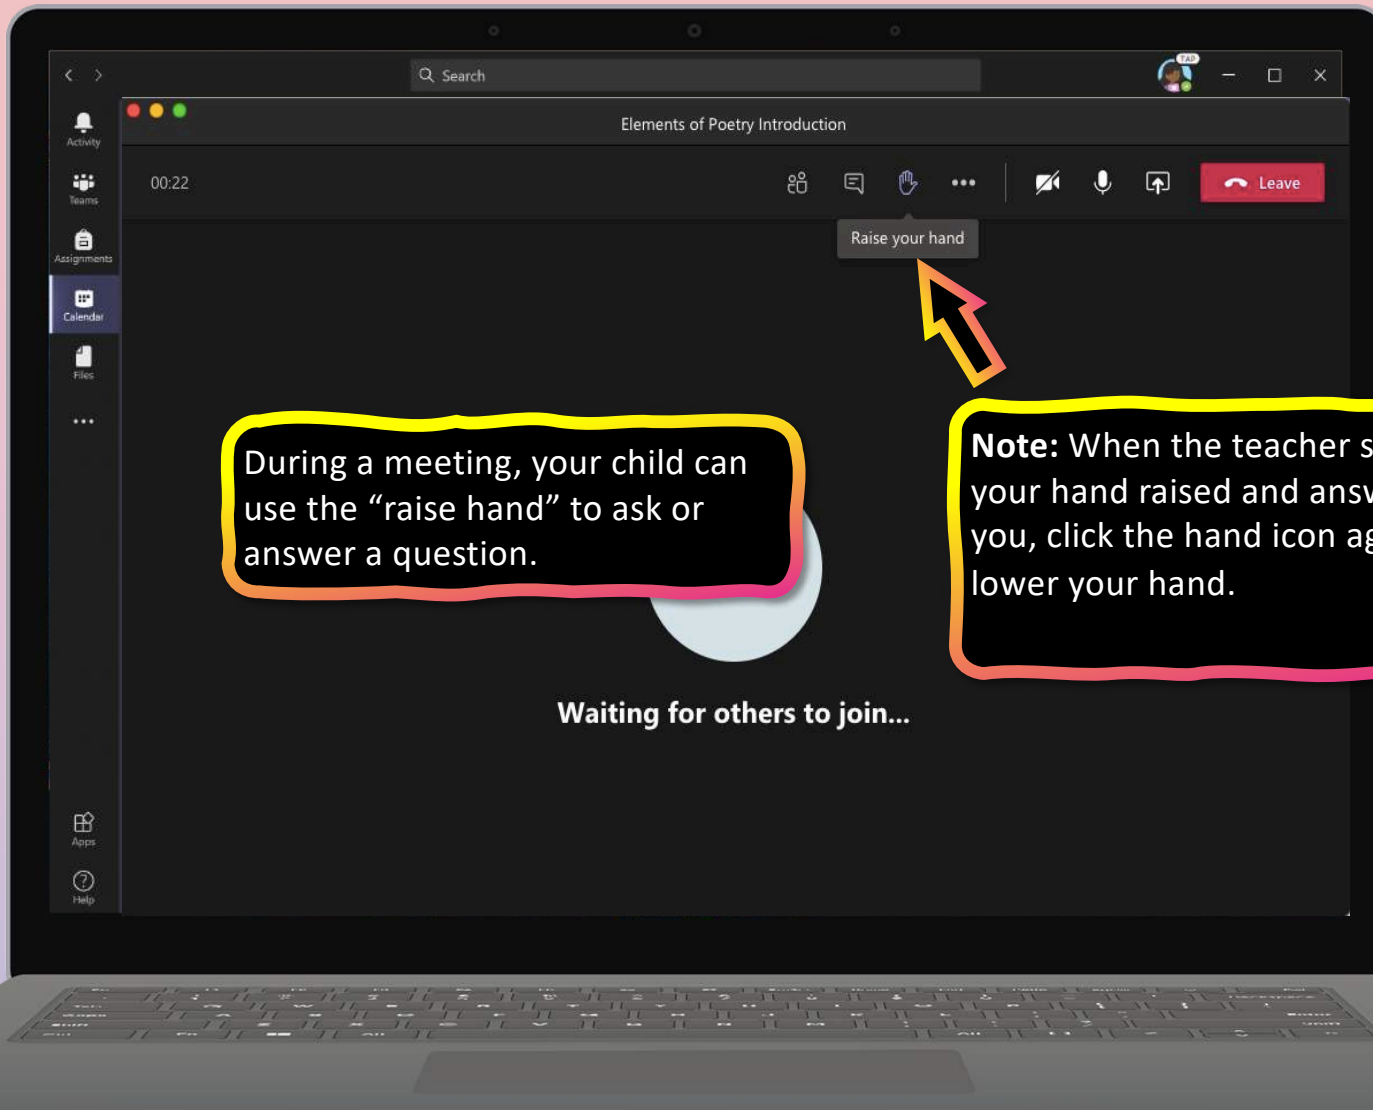 Search
TAP
Activity
Elements of Poetry Introduction
Teams
00:22
Leave
Raise your hand
Assignments
Calendar
Files
During a meeting, your child can
use the “raise hand” to ask or
answer a question.
Note: When the teacher s
your hand raised and answ
you, click the hand icon ag
lower your hand.
Waiting for others to join...
Apps
Help